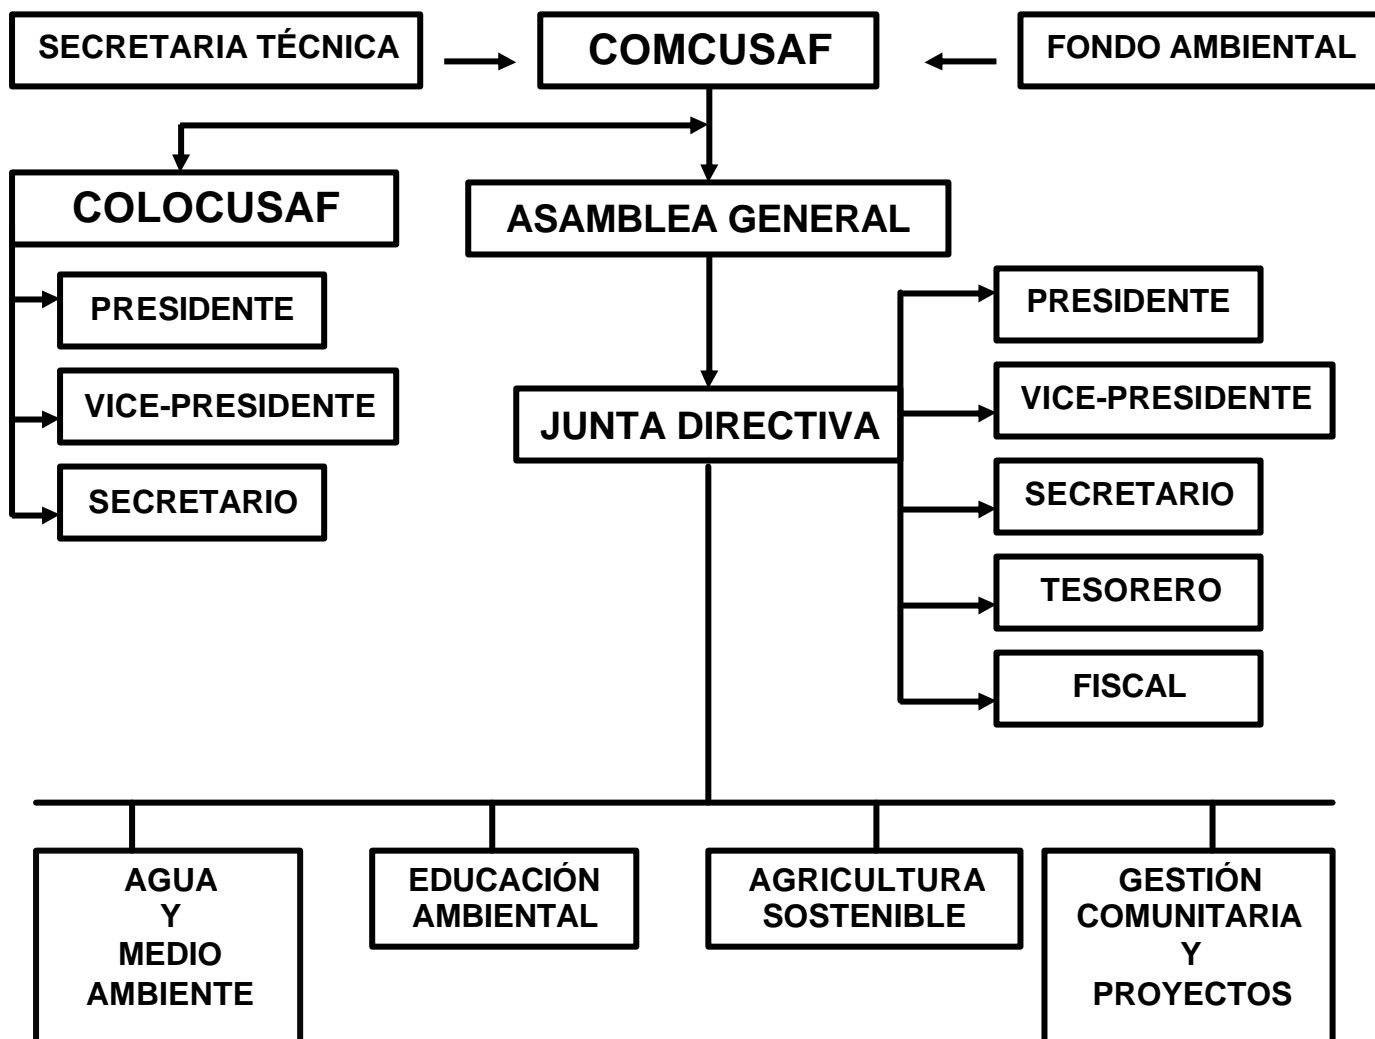 SECRETARIA TÉCNICA
COMCUSAF
FONDO AMBIENTAL
COLOCUSAF
ASAMBLEA GENERAL
PRESIDENTE
VICE-PRESIDENTE
SECRETARIO
JUNTA DIRECTIVA
PRESIDENTE
VICE-PRESIDENTE
SECRETARIO
TESORERO
FISCAL
AGUA
Y
MEDIO
AMBIENTE
EDUCACIÓN
AMBIENTAL
AGRICULTURA
SOSTENIBLE
GESTIÓN
COMUNITARIA
Y
PROYECTOS